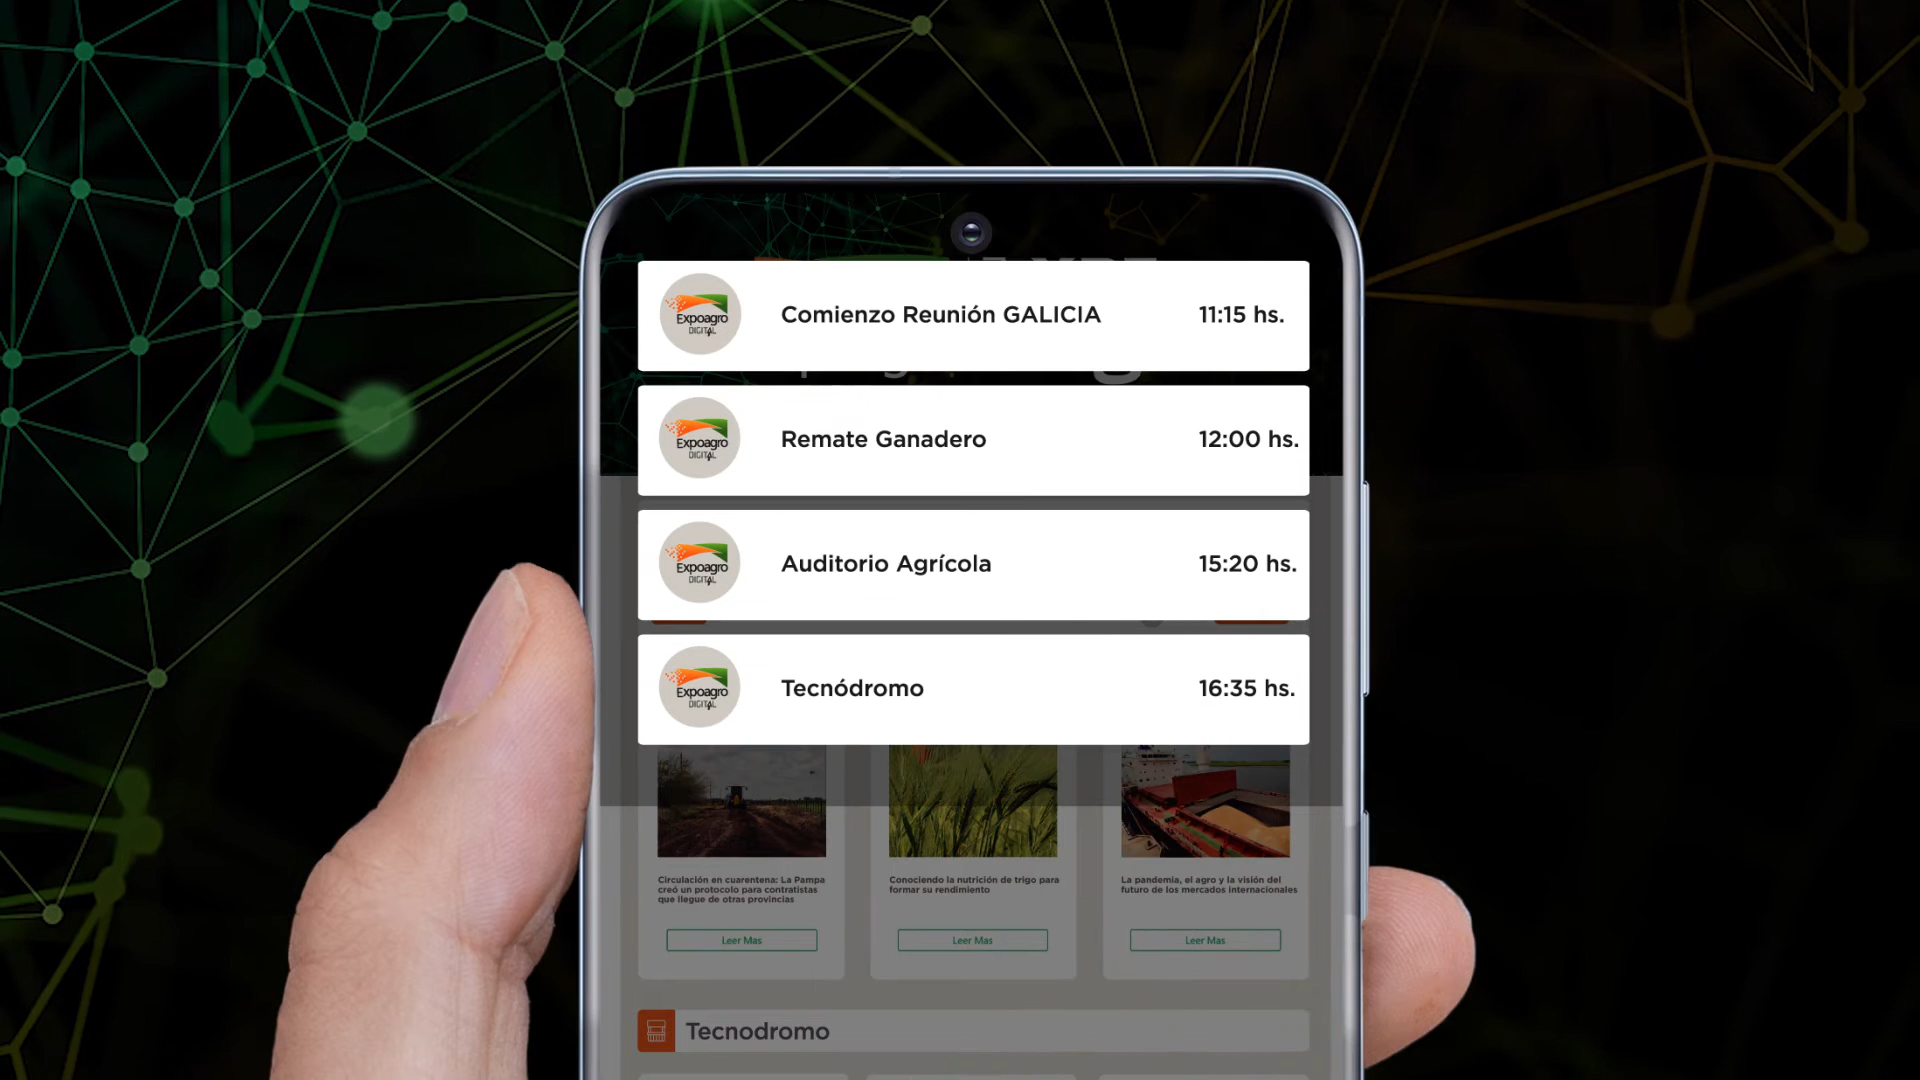 Expoagro
DIGITAL
Comienzo Reunión GALICIA
11:15 hs.
Expoagro
DIGITAL
Remate Ganadero
12:00 hs.
Expoagro
DIGITAL
Auditorio Agrícola
15:20 hs.
Expoagro
DIGITAL
Tecnódromo
16:35 hs.
Circulación en cuarentena: La Pampa
creó un protocolo para contratistas
que llegue de otras provincias
Leer Mas
Conociendo la nutrición de trigo para
formar su rendimiento
Leer Mas
La pandemia, el agro y la visión del
futuro de los mercados internacionales
Leer Mas
Tecnodromo